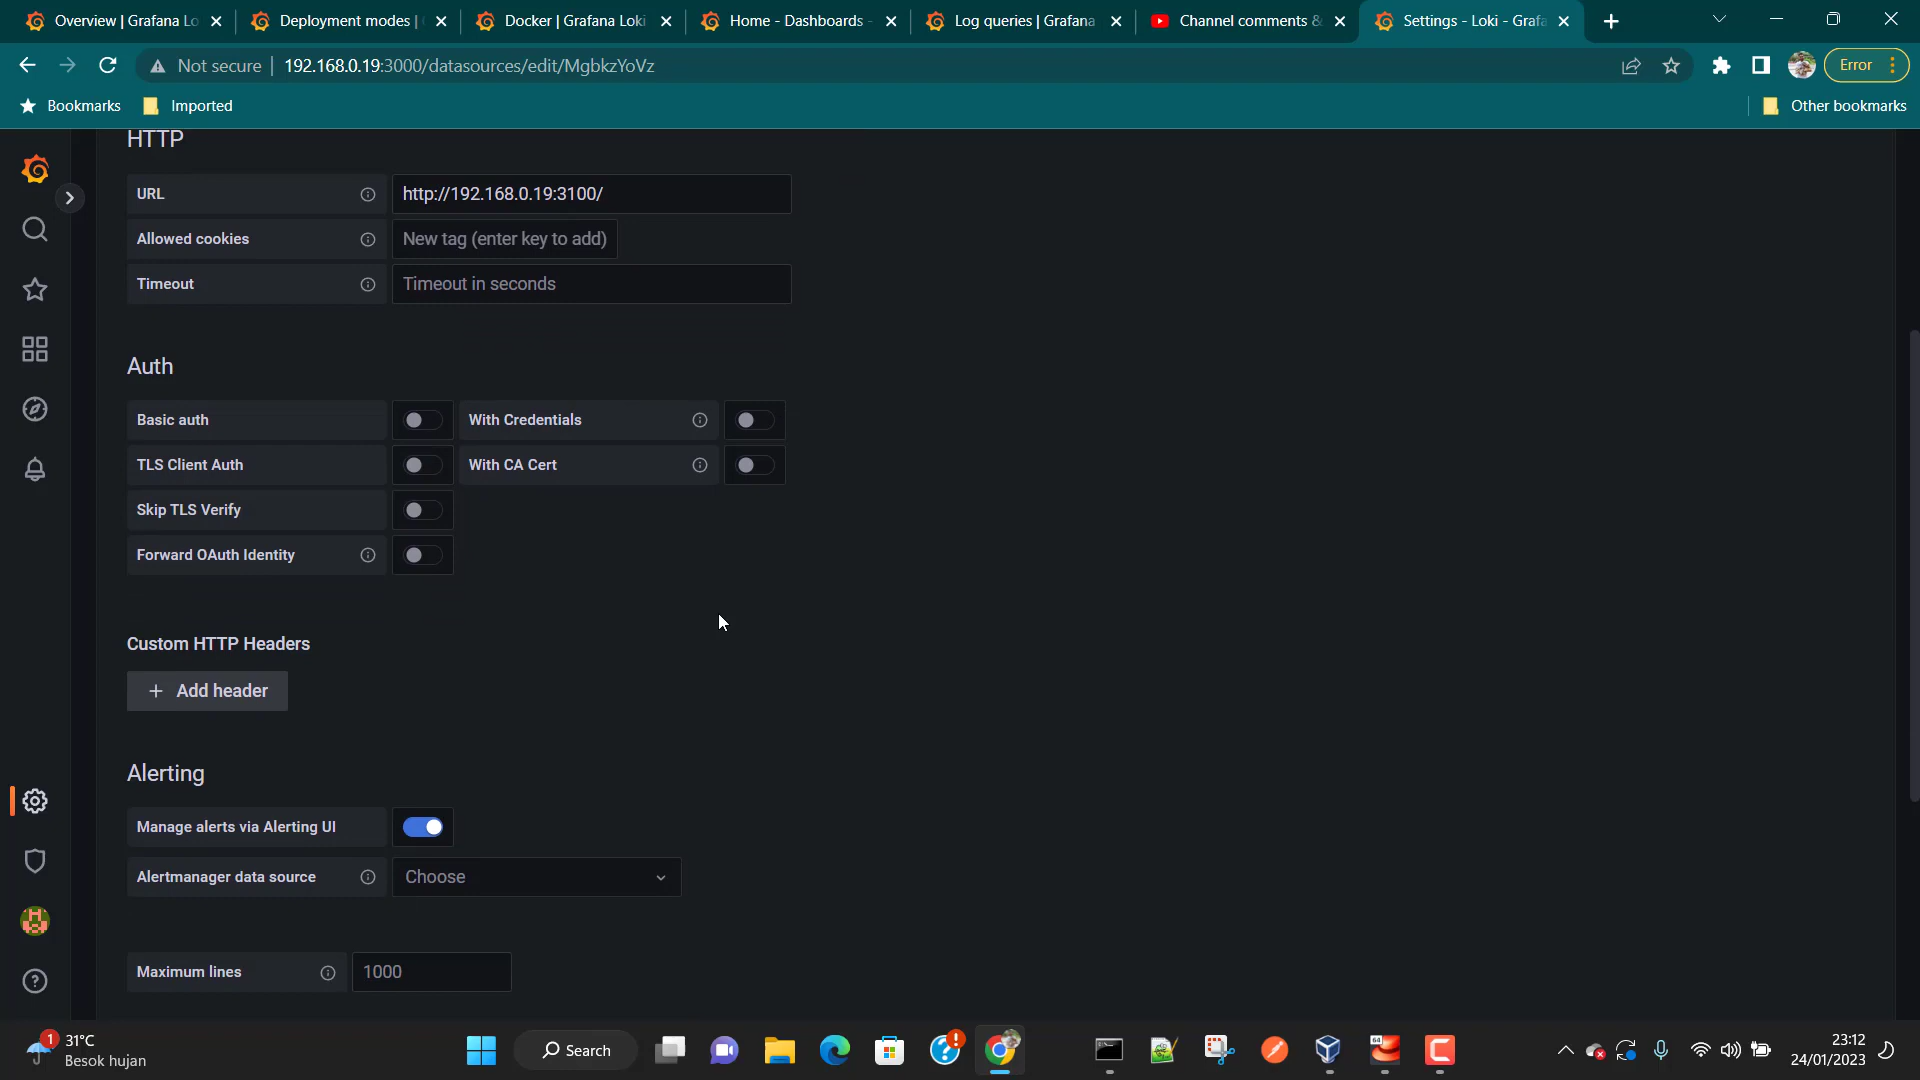 Overview | Grafana Lo
Deployment modes |
Docker | Grafana Loki
Home - Dashboards -
Log queries | Grafana
Channel comments &
Settings - Loki - Grafa
Not secure
192.168.0.19:3000/datasources/edit/MgbkzYoVz
Error
Bookmarks
Imported
Other bookmarks
HTTP
URL
http://192.168.0.19:3100/
Allowed cookies
New tag (enter key to add)
Timeout
Timeout in seconds
Auth
Basic auth
With Credentials
TLS Client Auth
With CA Cert
Skip TLS Verify
Forward OAuth Identity
Custom HTTP Headers
+ Add header
Alerting
Manage alerts via Alerting UI
Alertmanager data source
Choose
Maximum lines
1000
1
31°C
Besok hujan
Search
64
23:12
24/01/2023